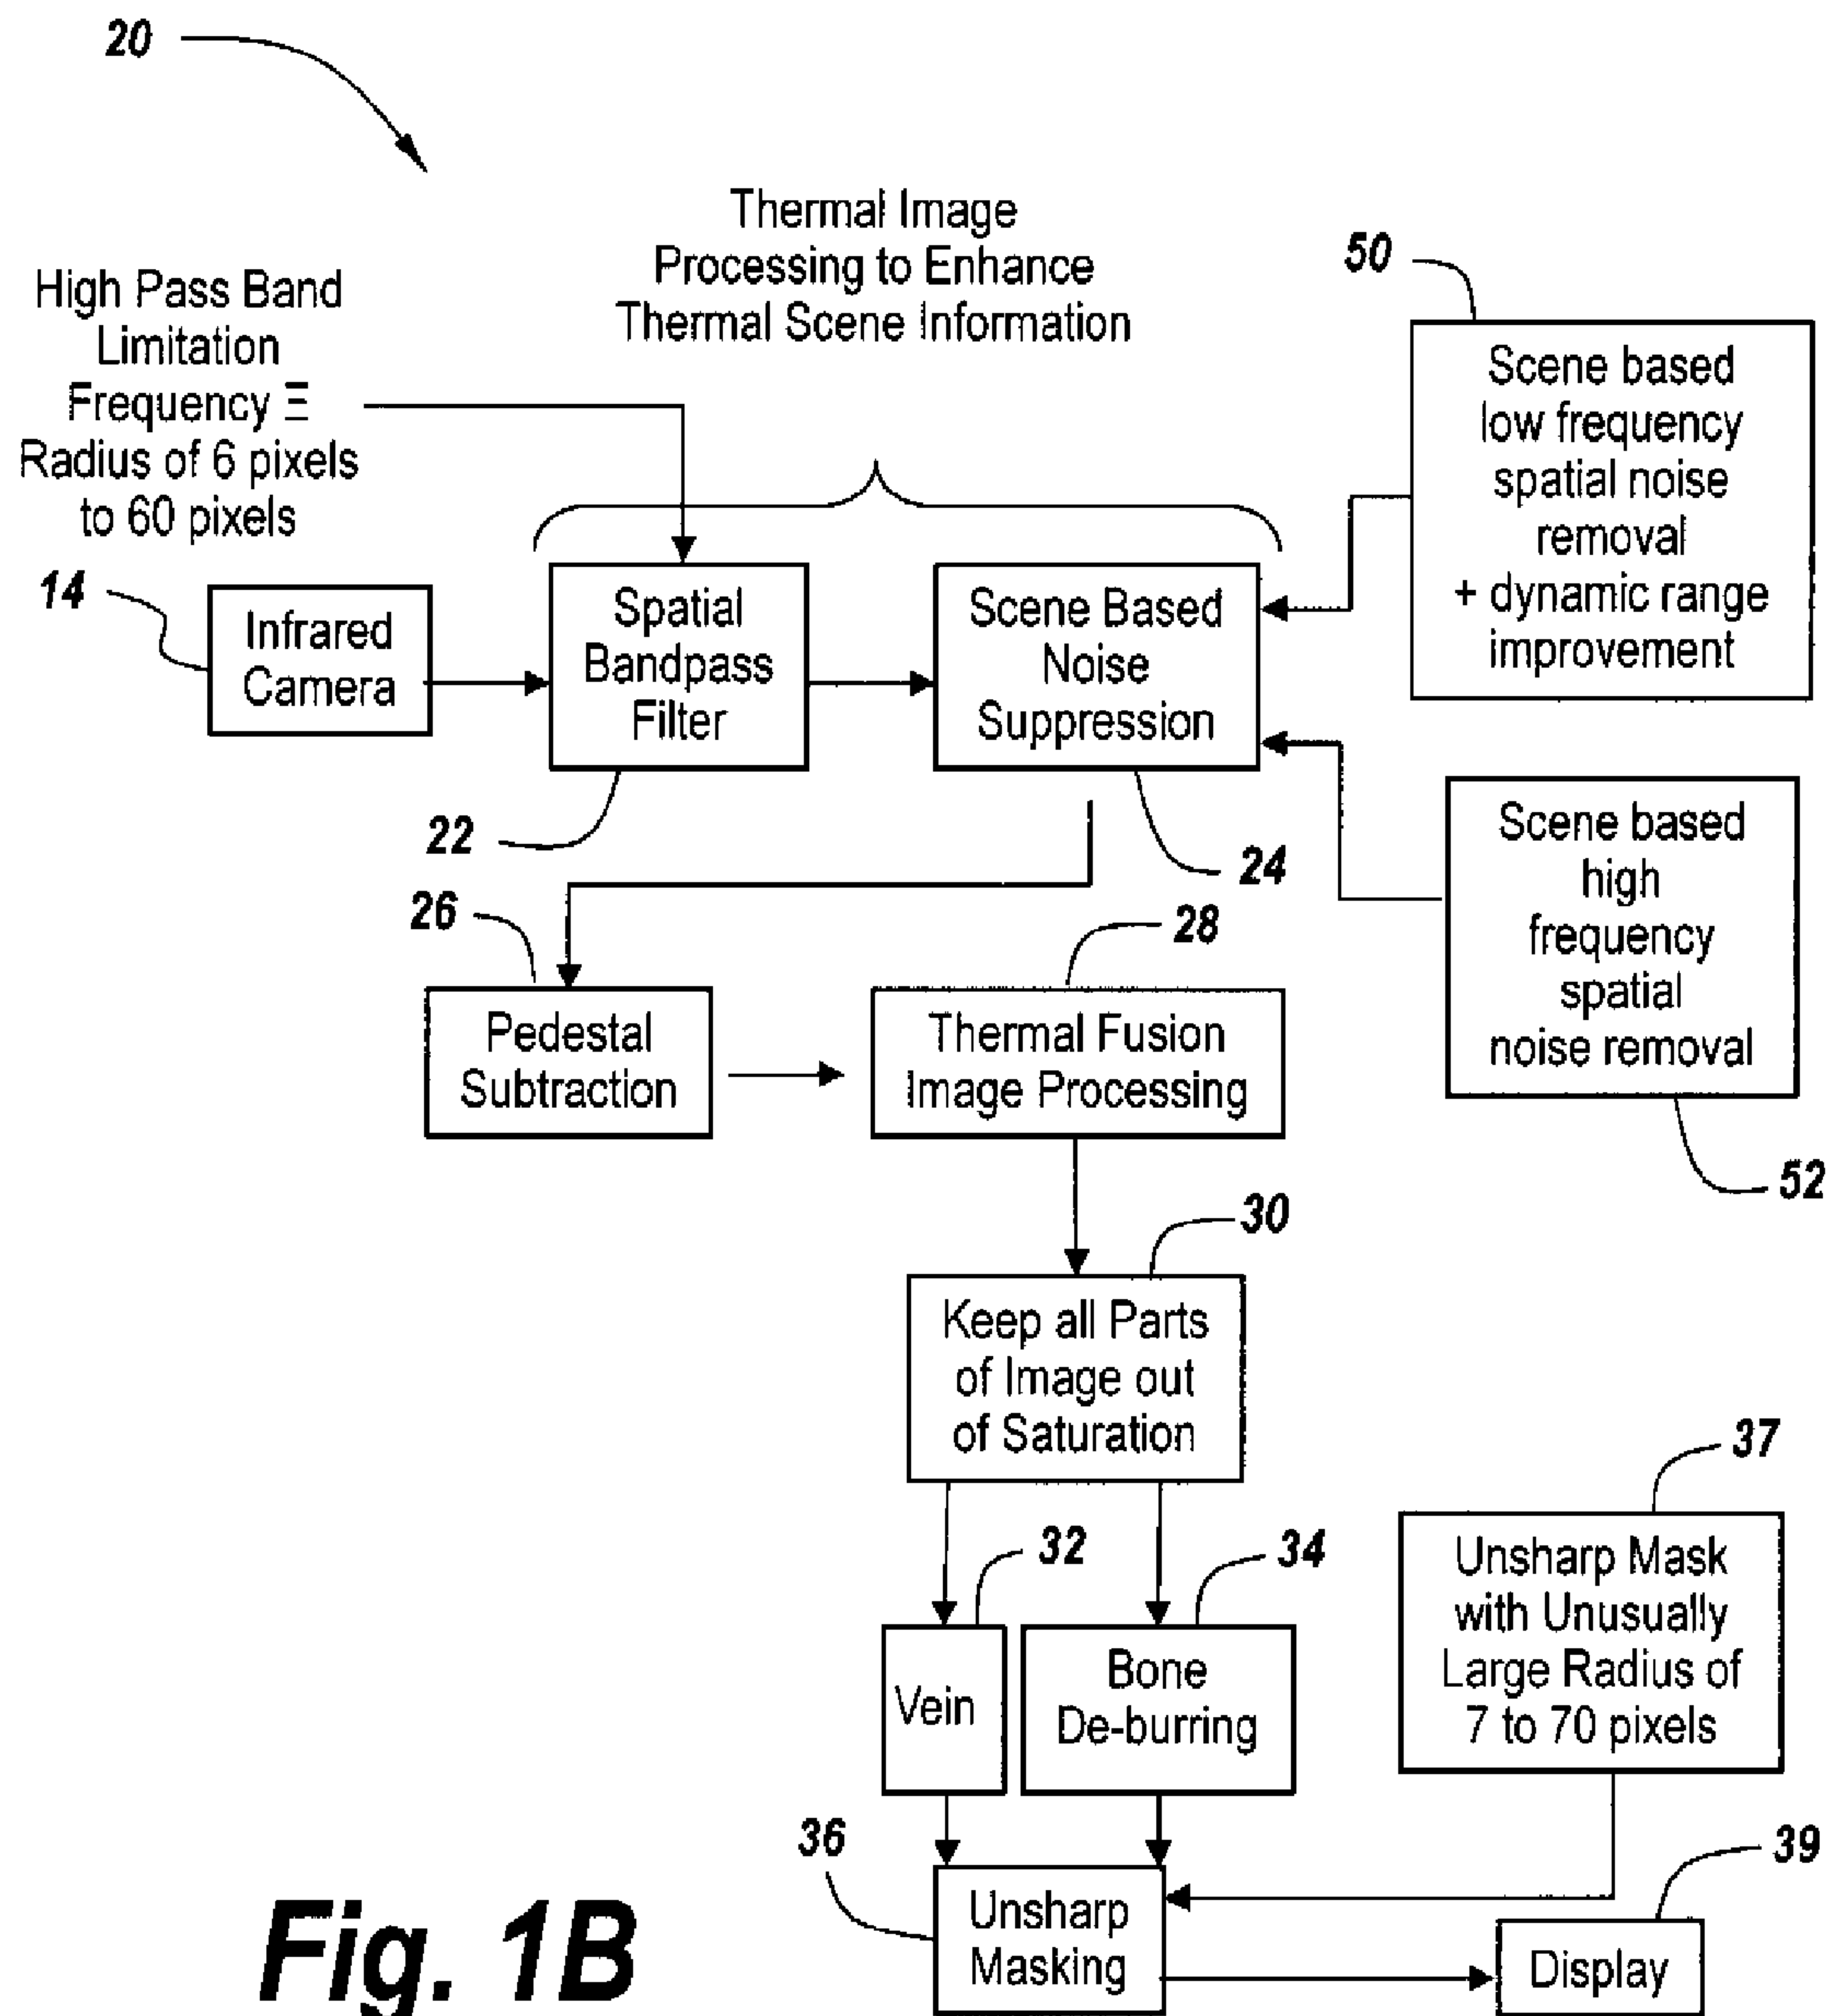 20
Thermal Image
Processing to Enhance
Thermal Scene Information
High Pass Band
Limitation
Frequency Ξ
Radius of 6 pixels
to 60 pixels
50
Scene based
low frequency
spatial noise
removal
+ dynamic range
improvement
14
Infrared
Camera
Spatial
Bandpass
Filter
22
Scene Based
Noise
Suppression
24
Scene based
high
frequency
spatial
noise removal
52
26
Pedestal
Subtraction
28
Thermal Fusion
Image Processing
30
Keep all Parts
of Image out
of Saturation
32
Vein
34
Bone
De-burring
37
Unsharp Mask
with Unusually
Large Radius of
7 to 70 pixels
36
Unsharp
Masking
39
Display
Fig. 1B